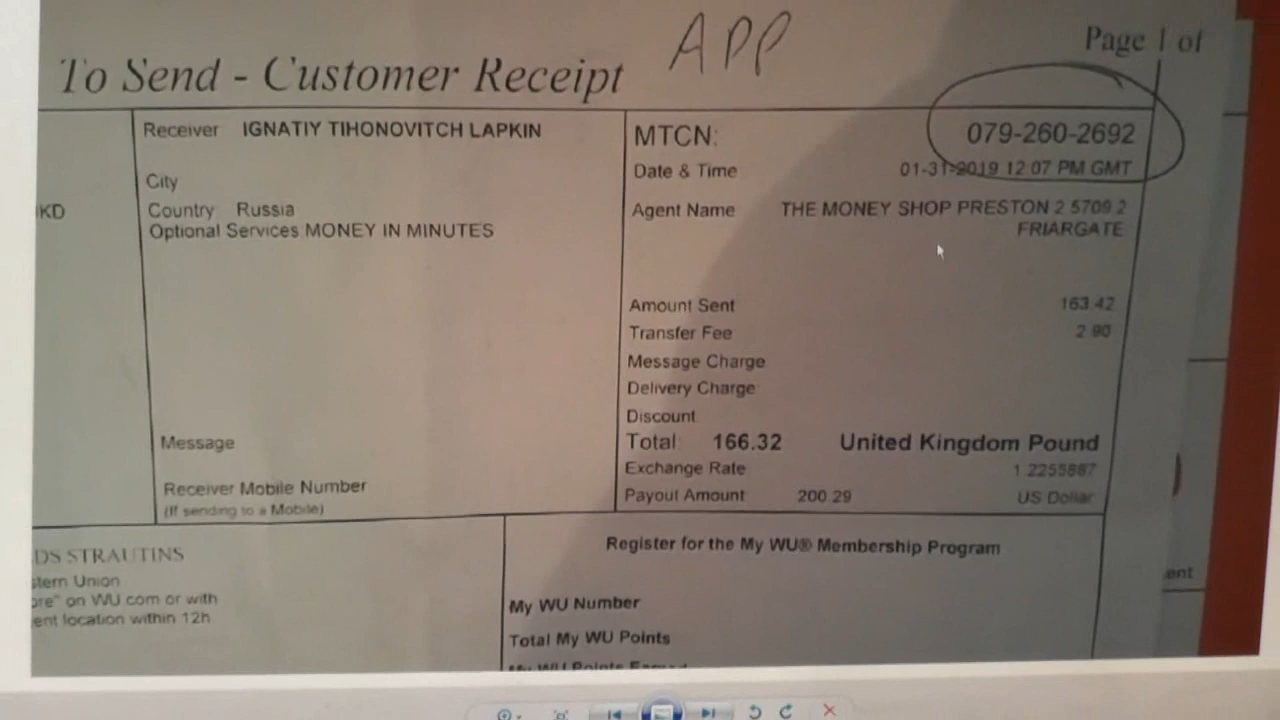 APP
Page 1 of
To Send - Customer Receipt
Receiver IGNATIY TIHONOVITCH LAPKIN
City
Country Russia
Optional Services MONEY IN MINUTES
Message
Receiver Mobile Number
(If sending to a Mobile)
MTCN: 079-260-2692
Date & Time 01-31-2019 12:07 PM GMT
Agent Name THE MONEY SHOP PRESTON 2 5709 2
FRIARGATE
Amount Sent 163.42
Transfer Fee 2.90
Message Charge
Delivery Charge
Discount
Total: 166.32 United Kingdom Pound
Exchange Rate 1.2255887
Payout Amount 200.29 US Dollar
KD
DS STRAUTINS
stern Union
ore" on WU.com or with
ent location within 12h
Register for the My WU® Membership Program
My WU Number
Total My WU Points
My WU Points
ent